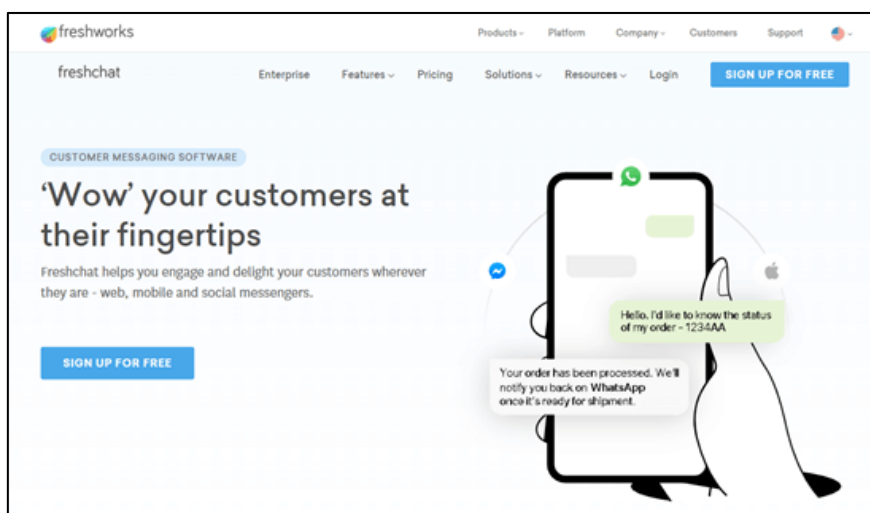 freshworks
Products Platform Company Customers Support
freshchat
Enterprise Features Pricing Solutions Resources Login SIGN UP FOR FREE
CUSTOMER MESSAGING SOFTWARE
‘Wow’ your customers at
their fingertips
Freshchat helps you engage and delight your customers wherever
they are - web, mobile and social messengers.
SIGN UP FOR FREE
Hello, I'd like to know the status
of my order - 1234AA
Your order has been processed. We'll
notify you back on WhatsApp
once it's ready for shipment.